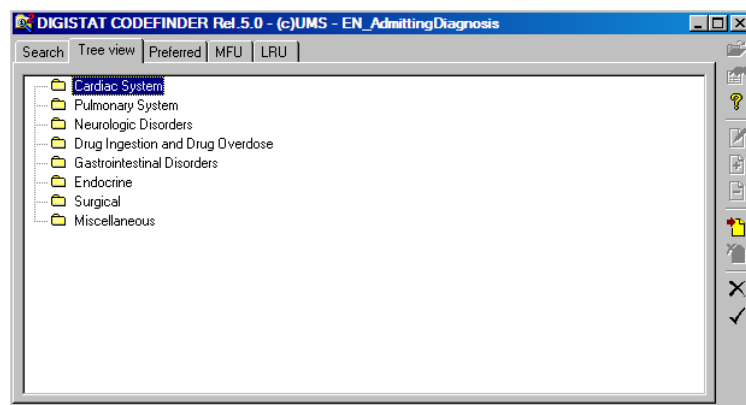 DIGISTAT CODEFINDER Rel.5.0 - (c)UMS - EN_AdmittingDiagnosis
Search Tree view Preferred MFU LRU
Cardiac System
Pulmonary System
Neurologic Disorders
Drug Ingestion and Drug Overdose
Gastrointestinal Disorders
Endocrine
Surgical
Miscellaneous